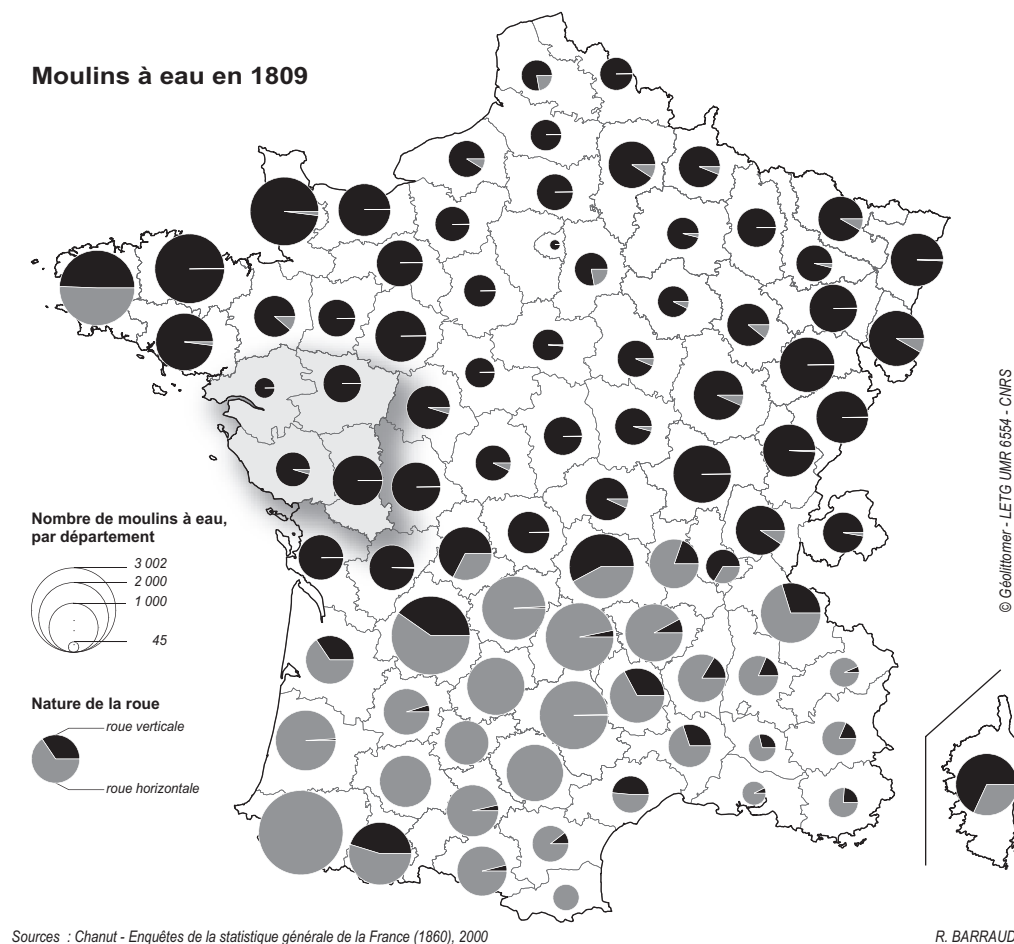 Moulins à eau en 1809
Nombre de moulins à eau,
par département
3 002
2 000
1 000
45
Nature de la roue
roue verticale
roue horizontale
© Géolittomer - LETG UMR 6554 - CNRS
Sources : Chanut - Enquêtes de la statistique générale de la France (1860), 2000
R. BARRAUD